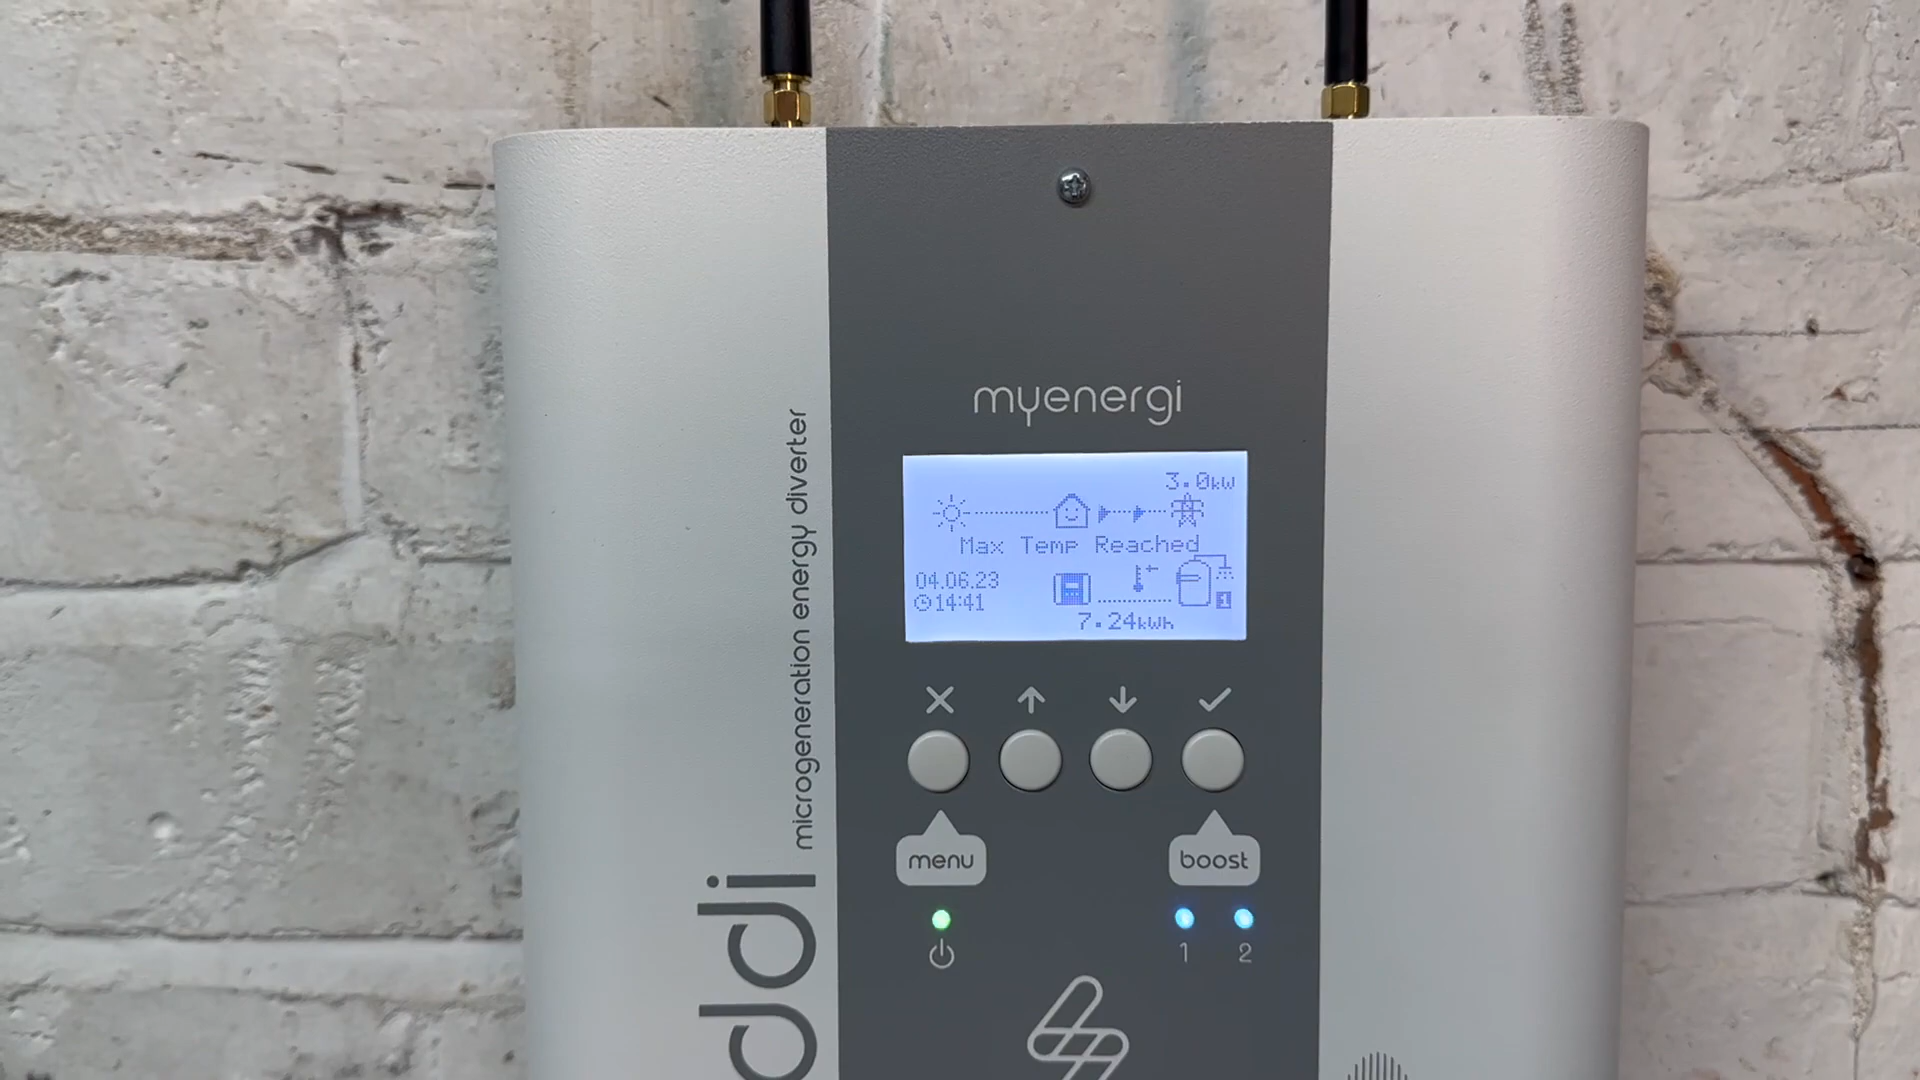 myenergi
3.0kW
Max Temp Reached
04.06.23
14:41
7.24kWh
menu
boost
1 2
microgeneration energy diverter
ddi